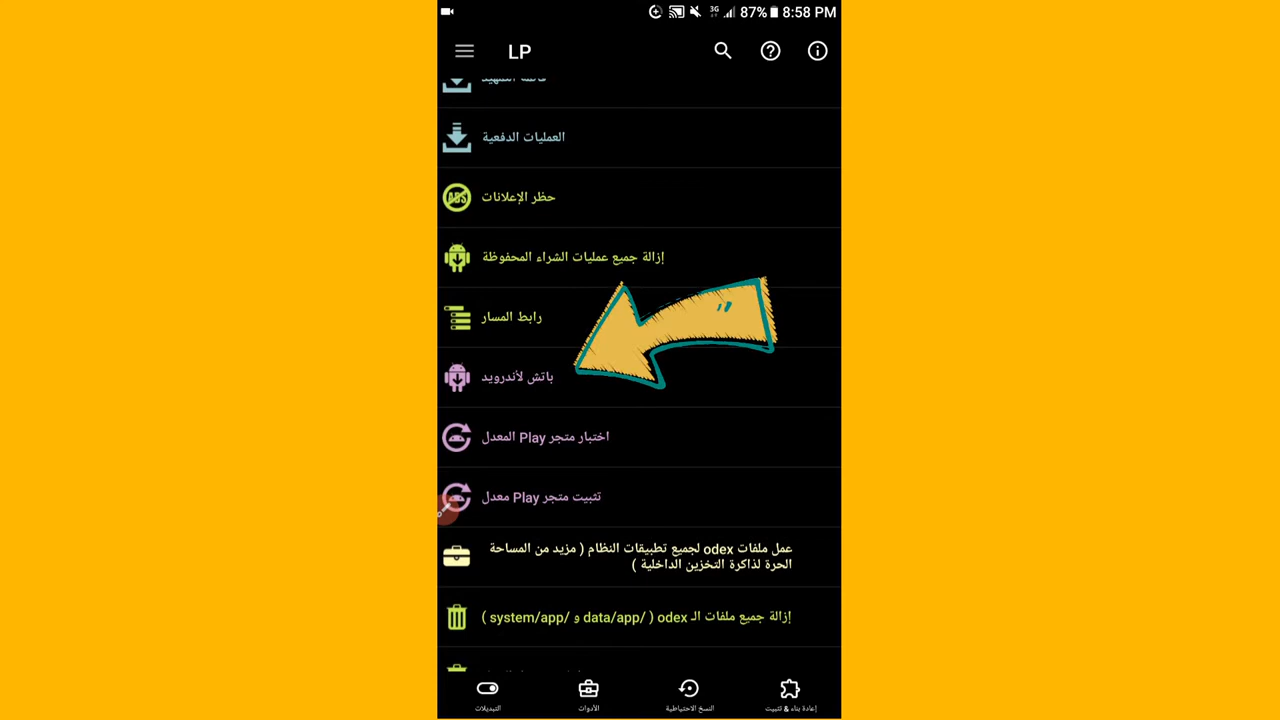 3G 87% 8:58 PM
LP
العمليات الدفعية
حظر الإعلانات
ADS
إزالة جميع عمليات الشراء المحفوظة
رابط المسار
باتش لأندرويد
اختبار متجر Play المعدل
تثبيت متجر Play معدل
عمل ملفات odex لجميع تطبيقات النظام ( مزيد من المساحة
الحرة لذاكرة التخزين الداخلية )
إزالة جميع ملفات الـ odex ( /data/app و /system/app )
التبديلات
الأدوات
النسخ الاحتياطية
إعادة بناء & تثبيت